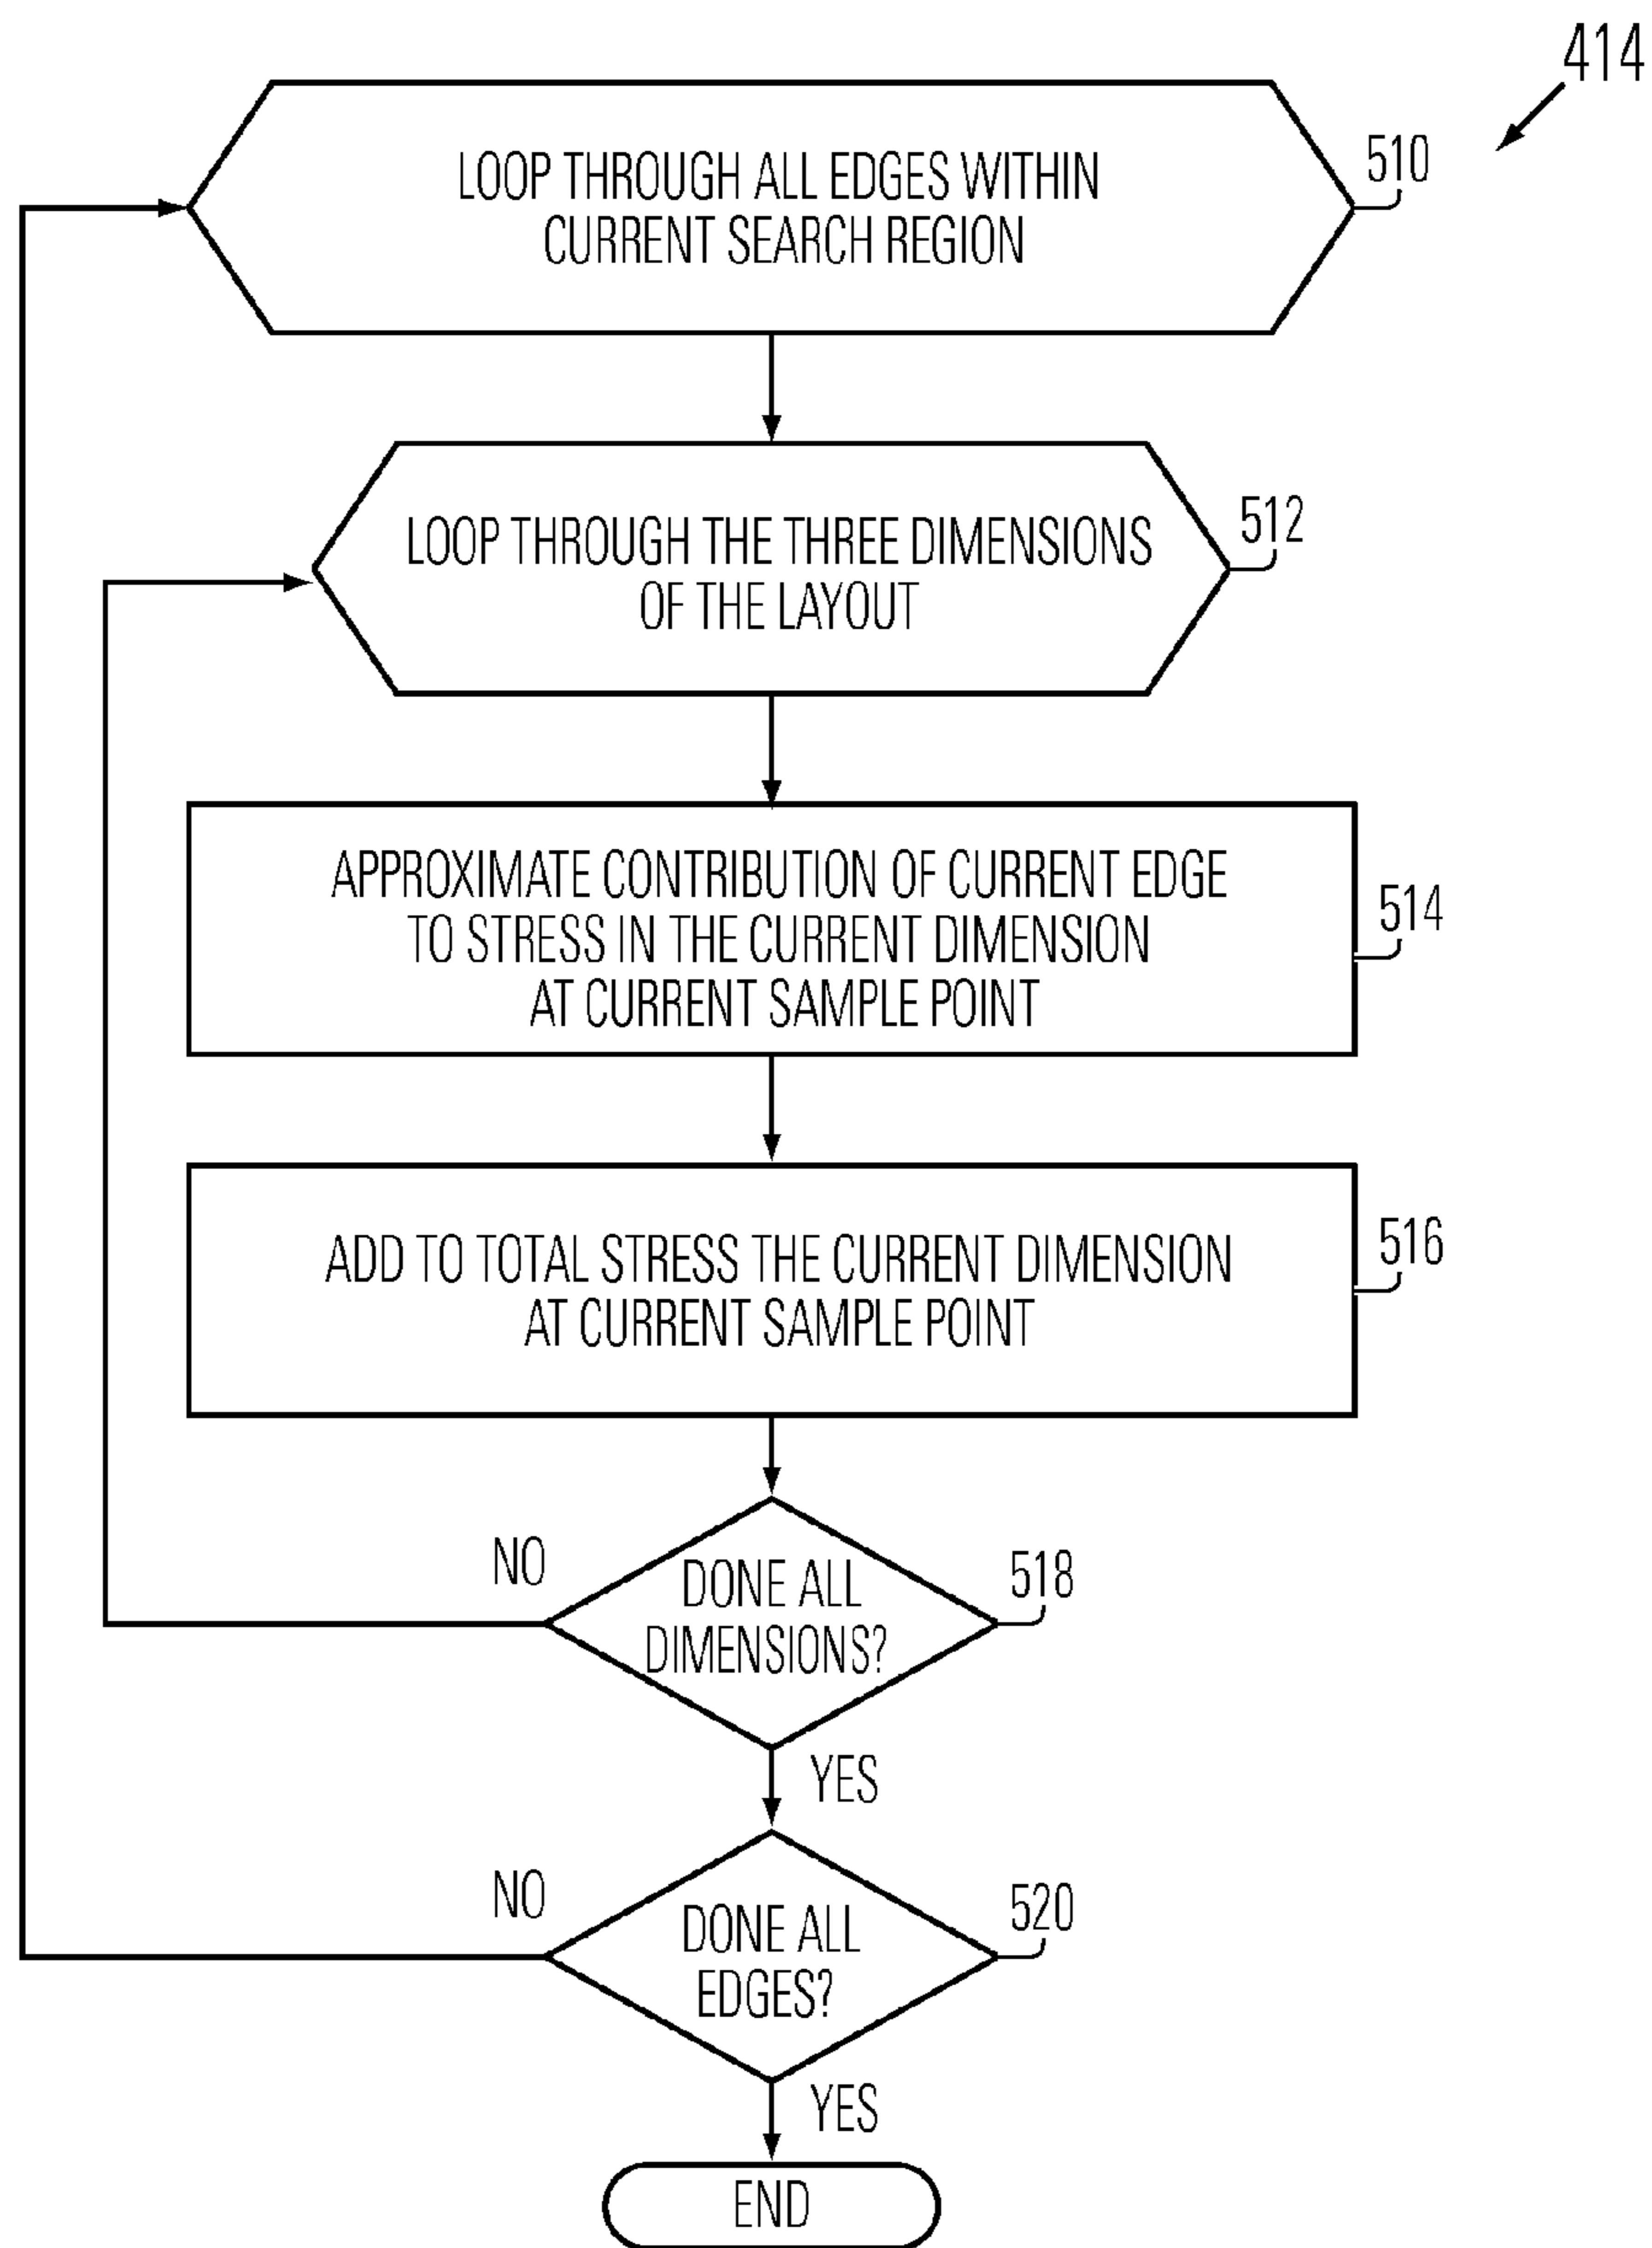 414
LOOP THROUGH ALL EDGES WITHIN
CURRENT SEARCH REGION
510
LOOP THROUGH THE THREE DIMENSIONS
OF THE LAYOUT
512
APPROXIMATE CONTRIBUTION OF CURRENT EDGE
TO STRESS IN THE CURRENT DIMENSION
AT CURRENT SAMPLE POINT
514
ADD TO TOTAL STRESS THE CURRENT DIMENSION
AT CURRENT SAMPLE POINT
516
NO
DONE ALL
DIMENSIONS?
518
YES
NO
DONE ALL
EDGES?
520
YES
END